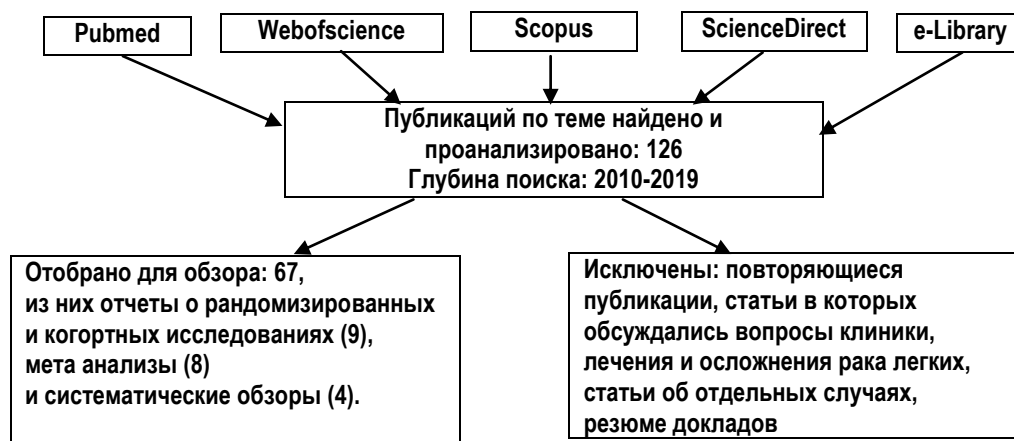 Pubmed
Webofscience
Scopus
ScienceDirect
e-Library
Публикаций по теме найдено и
проанализировано: 126
Глубина поиска: 2010-2019
Отобрано для обзора: 67,
из них отчеты о рандомизированных
и когортных исследованиях (9),
мета анализы (8)
и систематические обзоры (4).
Исключены: повторяющиеся
публикации, статьи в которых
обсуждались вопросы клиники,
лечения и осложнения рака легких,
статьи об отдельных случаях,
резюме докладов